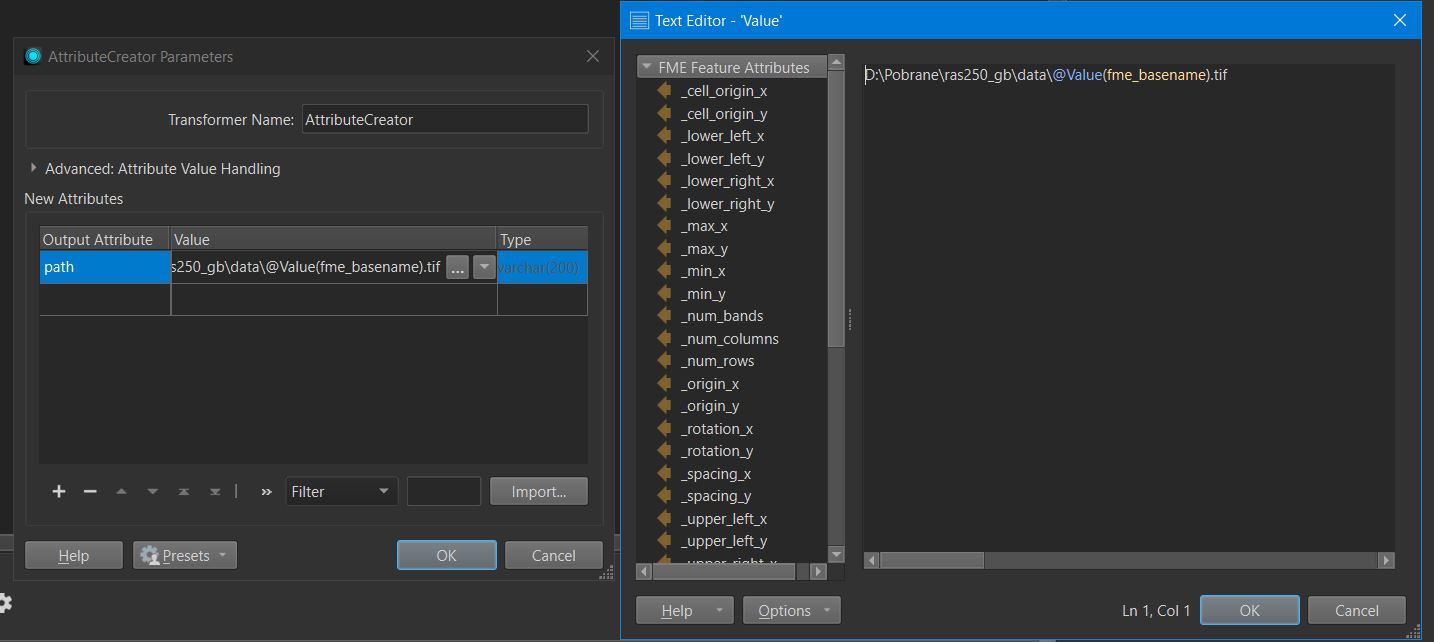 AttributeCreator Parameters
Transformer Name: AttributeCreator
Advanced: Attribute Value Handling
New Attributes
Output Attribute Value Type
path s250_gb\data\@Value(fme_basename).tif ... varchar(200)
Filter Import...
Help Presets OK Cancel
Text Editor - 'Value'
FME Feature Attributes
_cell_origin_x
_cell_origin_y
_lower_left_x
_lower_left_y
_lower_right_x
_lower_right_y
_max_x
_max_y
_min_x
_min_y
_num_bands
_num_columns
_num_rows
_origin_x
_origin_y
_rotation_x
_rotation_y
_spacing_x
_spacing_y
_upper_left_x
_upper_left_y
_upper_right_x
D:\Pobrane\ras250_gb\data\@Value(fme_basename).tif
Help Options Ln 1, Col 1 OK Cancel